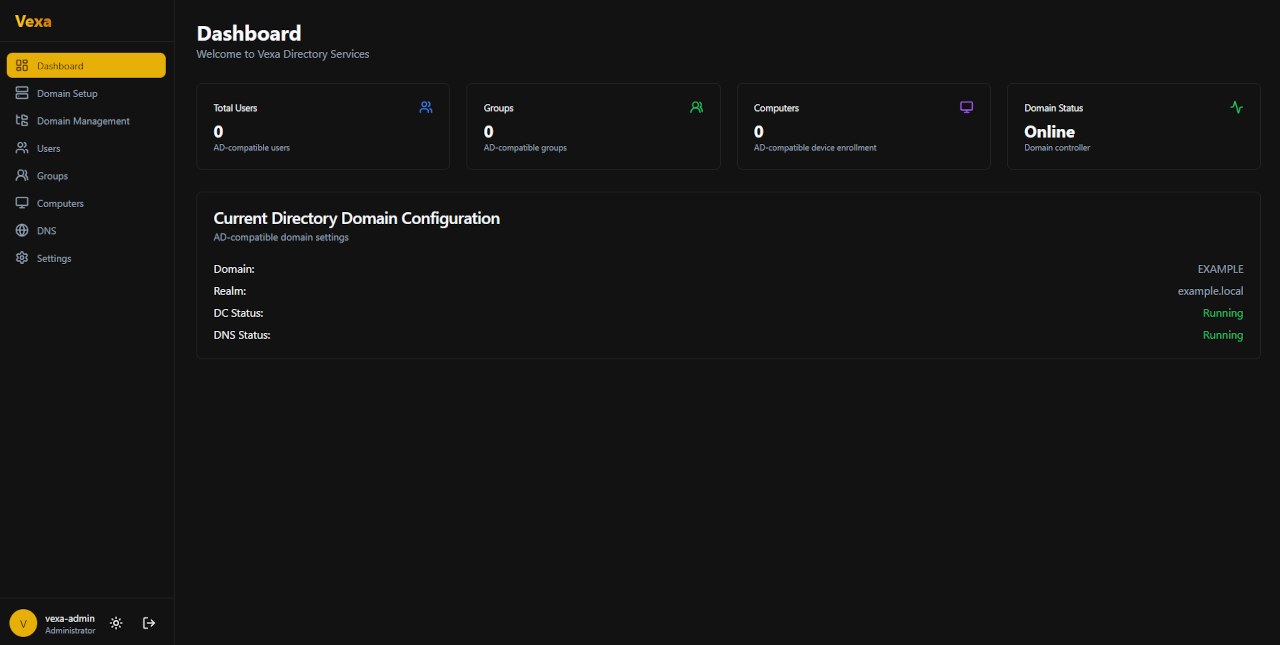 Vexa
Dashboard
Domain Setup
Domain Management
Users
Groups
Computers
DNS
Settings
V
vexa-admin
Administrator
Dashboard
Welcome to Vexa Directory Services
Total Users
0
AD-compatible users
Groups
0
AD-compatible groups
Computers
0
AD-compatible device enrollment
Domain Status
Online
Domain controller
Current Directory Domain Configuration
AD-compatible domain settings
Domain: EXAMPLE
Realm: example.local
DC Status: Running
DNS Status: Running